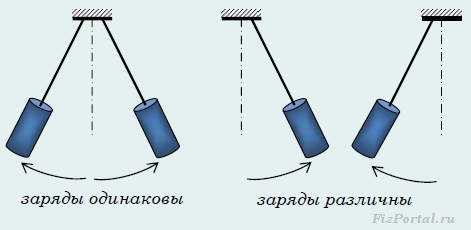 заряды одинаковы
заряды различны
FizPortal.ru